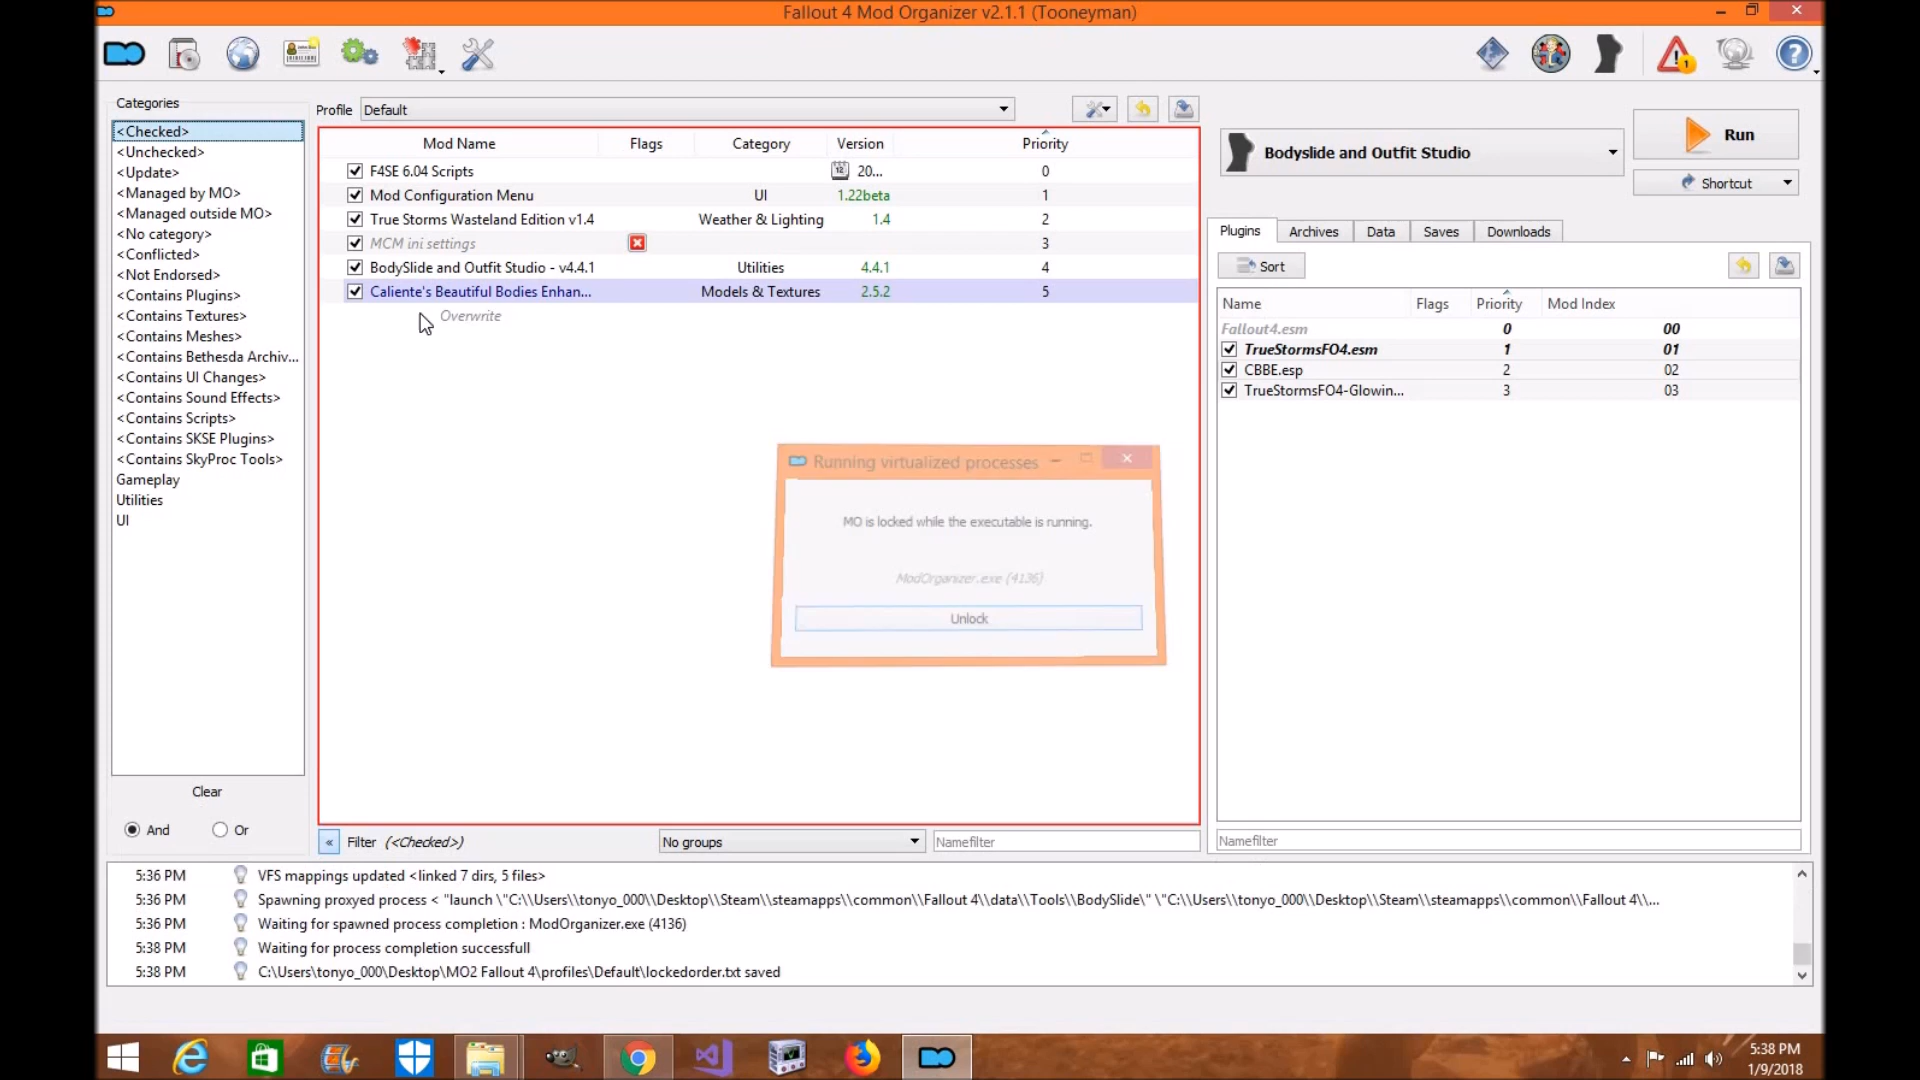 Fallout 4 Mod Organizer v2.1.1 (Tooneyman)
1
?
Categories
<Checked>
<Unchecked>
<Update>
<Managed by MO>
<Managed outside MO>
<No category>
<Conflicted>
<Not Endorsed>
<Contains Plugins>
<Contains Textures>
<Contains Meshes>
<Contains Bethesda Archiv...
<Contains UI Changes>
<Contains Sound Effects>
<Contains Scripts>
<Contains SKSE Plugins>
<Contains SkyProc Tools>
Gameplay
Utilities
UI
Clear
And Or
Profile Default
Mod Name Flags Category Version Priority
F4SE 6.04 Scripts 12 20... 0
Mod Configuration Menu UI 1.22beta 1
True Storms Wasteland Edition v1.4 Weather & Lighting 1.4 2
MCM ini settings 3
BodySlide and Outfit Studio - v4.4.1 Utilities 4.4.1 4
Caliente's Beautiful Bodies Enhan... Models & Textures 2.5.2 5
Overwrite
Running virtualized processes
MO is locked while the executable is running.
ModOrganizer.exe (4136)
Unlock
« Filter (<Checked>) No groups Namefilter
Bodyslide and Outfit Studio
Run
Shortcut
Plugins Archives Data Saves Downloads
Sort
Name Flags Priority Mod Index
Fallout4.esm 0 00
TrueStormsFO4.esm 1 01
CBBE.esp 2 02
TrueStormsFO4-Glowin... 3 03
Namefilter
5:36 PM VFS mappings updated <linked 7 dirs, 5 files>
5:36 PM Spawning proxyed process < "launch \"C:\\Users\\tonyo_000\\Desktop\\Steam\\steamapps\\common\\Fallout 4\\data\\Tools\\BodySlide\" \"C:\\Users\\tonyo_000\\Desktop\\Steam\\steamapps\\common\\Fallout 4\\...
5:36 PM Waiting for spawned process completion : ModOrganizer.exe (4136)
5:38 PM Waiting for process completion successfull
5:38 PM C:\Users\tonyo_000\Desktop\MO2 Fallout 4\profiles\Default\lockedorder.txt saved
5:38 PM
1/9/2018